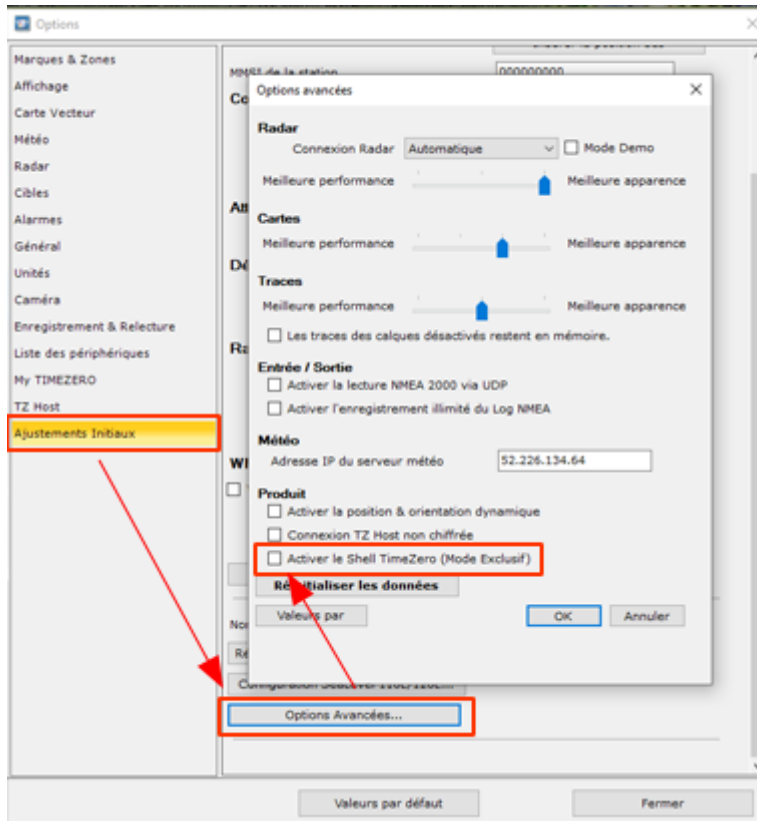 Options
Marques & Zones
Affichage
Carte Vecteur
Météo
Radar
Cibles
Alarmes
Général
Unités
Caméra
Enregistrement & Relecture
Liste des périphériques
My TIMEZERO
TZ Host
Ajustements Initiaux
MMSI de la station
000000000
Options avancées
Radar
Connexion Radar Automatique Mode Demo
Meilleure performance Meilleure apparence
Cartes
Meilleure performance Meilleure apparence
Traces
Meilleure performance Meilleure apparence
Les traces des calques désactivés restent en mémoire.
Entrée / Sortie
Activer la lecture NMEA 2000 via UDP
Activer l'enregistrement illimité du Log NMEA
Météo
Adresse IP du serveur météo 52.226.134.64
Produit
Activer la position & orientation dynamique
Connexion TZ Host non chiffrée
Activer le Shell TimeZero (Mode Exclusif)
Réinitialiser les données
Valeurs par OK Annuler
Options Avancées...
Valeurs par défaut Fermer